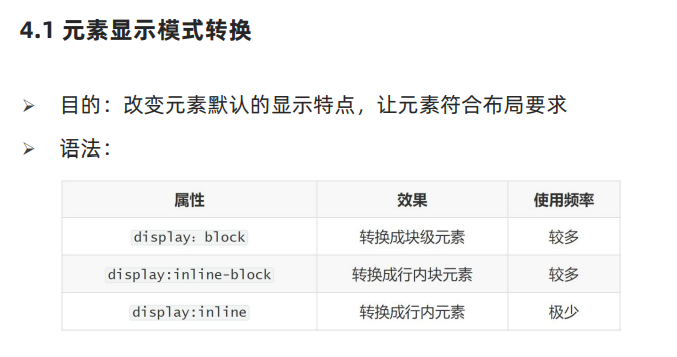 4.1 元素显示模式转换
➢ 目的：改变元素默认的显示特点，让元素符合布局要求
➢ 语法：
属性 效果 使用频率
display：block 转换成块级元素 较多
display:inline-block 转换成行内块元素 较多
display:inline 转换成行内元素 极少